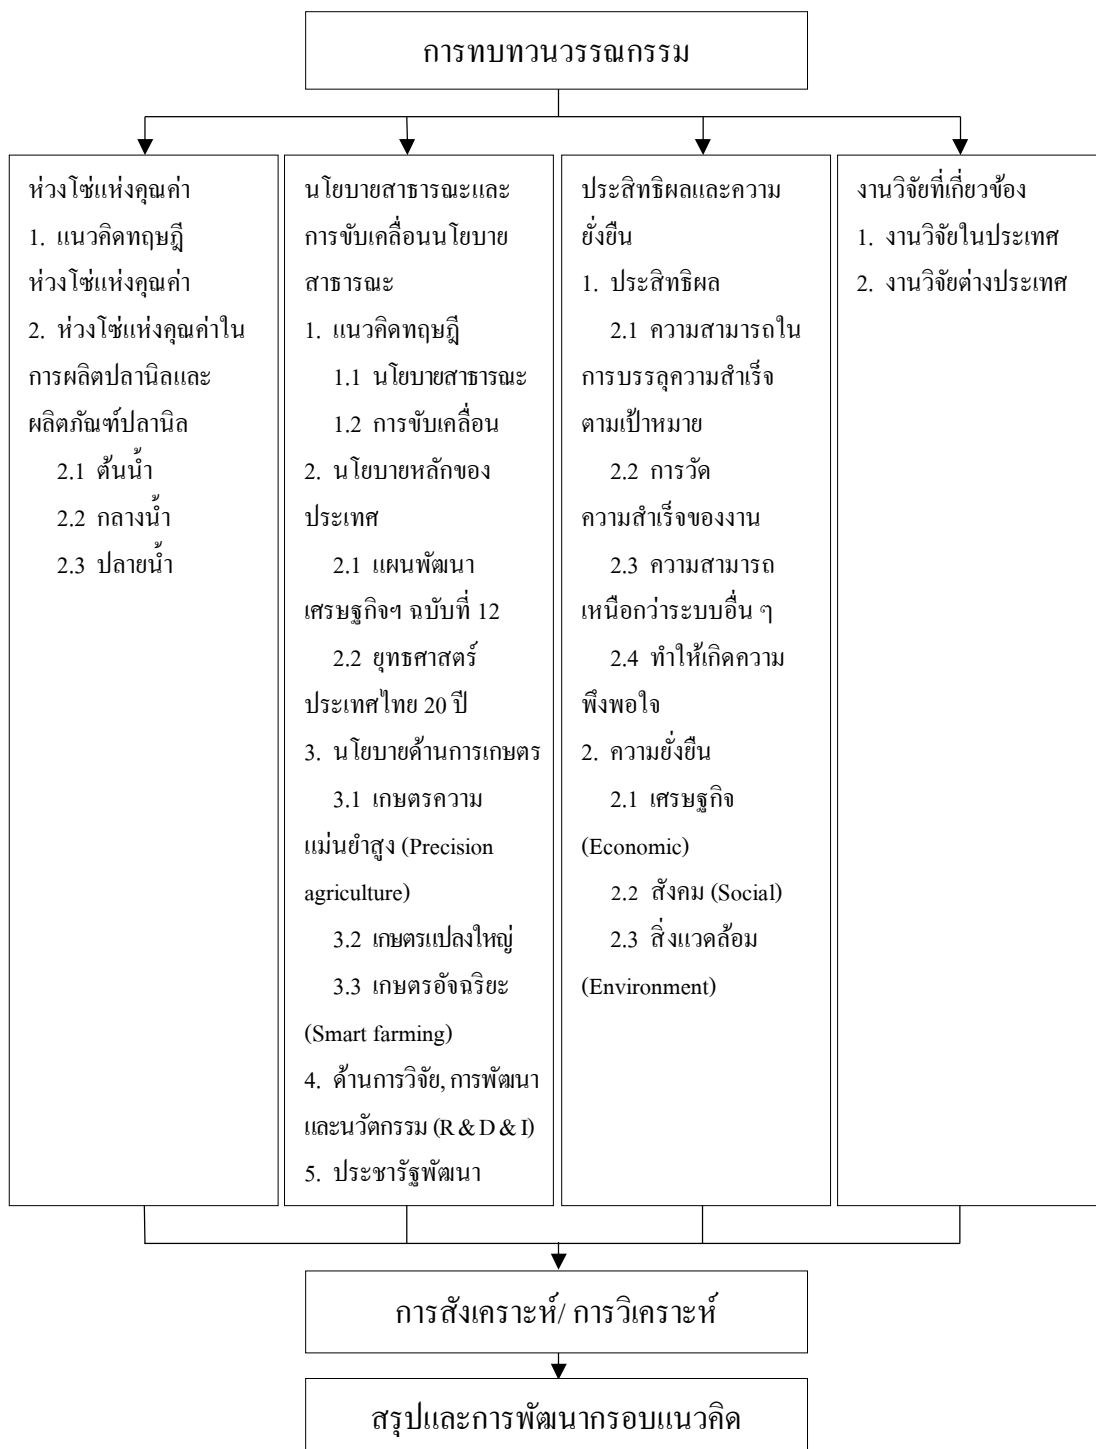 การทบทวนวรรณกรรม
ห่วงโซ่แห่งคุณค่า
1. แนวคิดทฤษฎี
ห่วงโซ่แห่งคุณค่า
2. ห่วงโซ่แห่งคุณค่าใน
การผลิตปลานิลและ
ผลิตภัณฑ์ปลานิล
2.1 ต้นน้ำ
2.2 กลางน้ำ
2.3 ปลายน้ำ
นโยบายสาธารณะและ
การขับเคลื่อนนโยบาย
สาธารณะ
1. แนวคิดทฤษฎี
1.1 นโยบายสาธารณะ
1.2 การขับเคลื่อน
2. นโยบายหลักของ
ประเทศ
2.1 แผนพัฒนา
เศรษฐกิจฯ ฉบับที่ 12
2.2 ยุทธศาสตร์
ประเทศไทย 20 ปี
3. นโยบายด้านการเกษตร
3.1 เกษตรความ
แม่นยำสูง (Precision
agriculture)
3.2 เกษตรแปลงใหญ่
3.3 เกษตรอัจฉริยะ
(Smart farming)
4. ด้านการวิจัย, การพัฒนา
และนวัตกรรม (R & D & I)
5. ประชารัฐพัฒนา
ประสิทธิผลและความ
ยั่งยืน
1. ประสิทธิผล
2.1 ความสามารถใน
การบรรลุความสำเร็จ
ตามเป้าหมาย
2.2 การวัด
ความสำเร็จของงาน
2.3 ความสามารถ
เหนือกว่าระบบอื่น ๆ
2.4 ทำให้เกิดความ
พึงพอใจ
2. ความยั่งยืน
2.1 เศรษฐกิจ
(Economic)
2.2 สังคม (Social)
2.3 สิ่งแวดล้อม
(Environment)
งานวิจัยที่เกี่ยวข้อง
1. งานวิจัยในประเทศ
2. งานวิจัยต่างประเทศ
การสังเคราะห์/ การวิเคราะห์
สรุปและการพัฒนากรอบแนวคิด